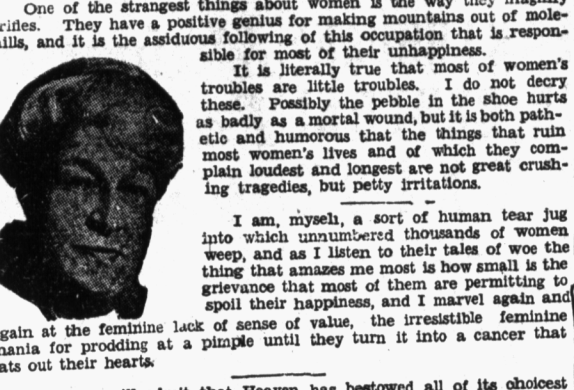 One of the strangest things about women is the way they magnify
rifles. They have a positive genius for making mountains out of mole-
ills, and it is the assiduous following of this occupation that is respon-
sible for most of their unhappiness.
It is literally true that most of women's
troubles are little troubles. I do not decry
these. Possibly the pebble in the shoe hurts
as badly as a mortal wound, but it is both path-
etic and humorous that the things that ruin
most women's lives and of which they com-
plain loudest and longest are not great crush-
ing tragedies, but petty irritations.
I am, myself, a sort of human tear jug
into which unnumbered thousands of women
weep, and as I listen to their tales of woe the
thing that amazes me most is how small is the
grievance that most of them are permitting to
spoil their happiness, and I marvel again and
gain at the feminine lack of sense of value, the irresistible feminine
mania for prodding at a pimple until they turn it into a cancer that
ats out their hearts.
that Heaven has bestowed all of its choicest